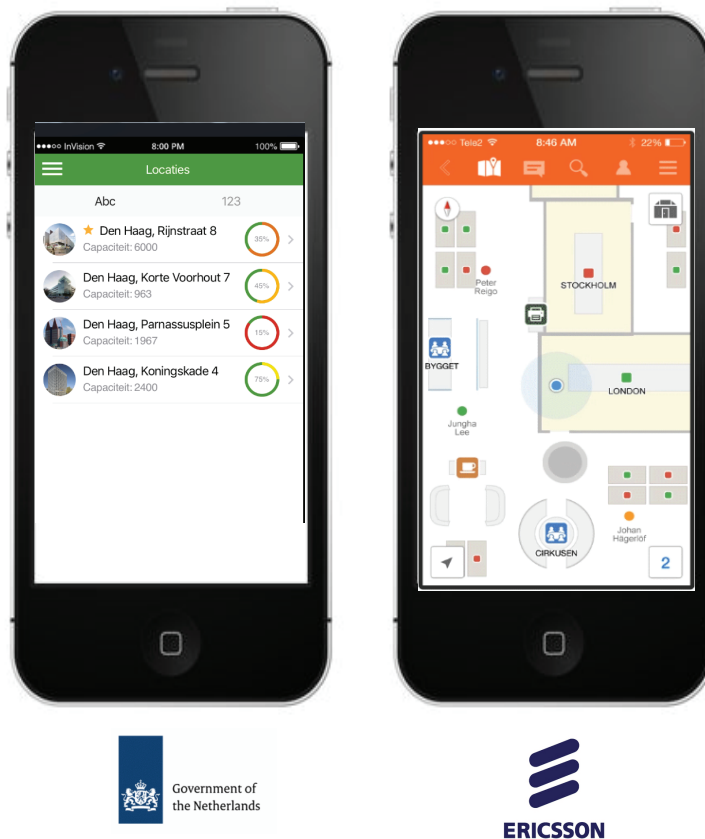 InVision
8:00 PM
100%
Locaties
Abc
123
Den Haag, Rijnstraat 8
Capaciteit: 6000
35%
Den Haag, Korte Voorhout 7
Capaciteit: 963
45%
Den Haag, Parnassusplein 5
Capaciteit: 1967
15%
Den Haag, Koningskade 4
Capaciteit: 2400
75%
Government of
the Netherlands
Tele2
8:46 AM
22%
Peter
Reigo
STOCKHOLM
BYGGET
LONDON
Jungha
Lee
Johan
Hägerlöf
CIRKUSEN
2
ERICSSON